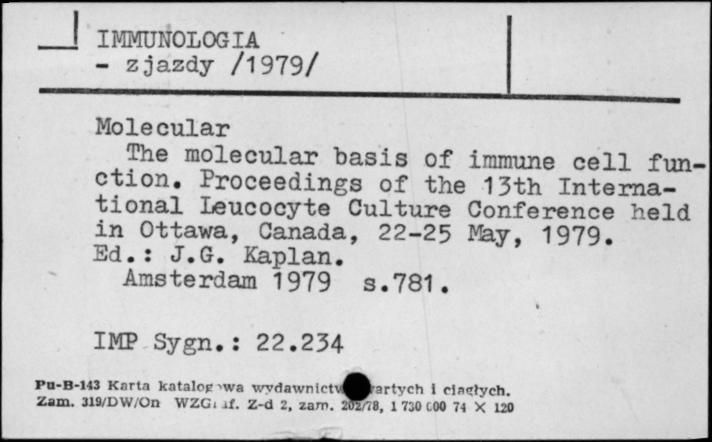 IMMUNOLOGIA
- zjazdy /1979/
Molecular
The molecular basis of immune cell fun-
ction. Proceedings of the 13th Interna-
tional Leucocyte Culture Conference held
in Ottawa, Canada, 22-25 May, 1979.
Ed.: J.G. Kaplan.
Amsterdam 1979 s.781.
IMP Sygn.: 22.234
Pu-B-143 Karta katalog wa wydawnictw artych i ciągłych.
Zam. 319/DW/On WZG f. Z-d 2, zam. 202/78, 1 730 000 74 X 120